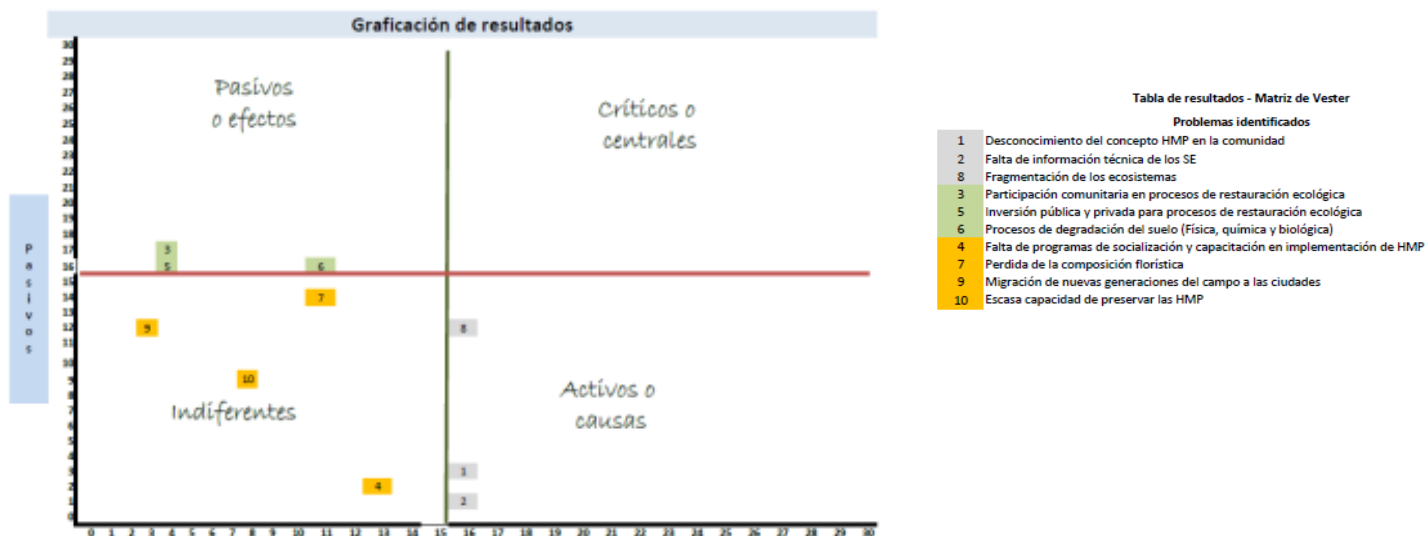 Graficación de resultados
30
29
28
27
26
25
24
23
22
21
20
19
18
17
16
15
14
13
12
11
10
9
8
7
6
5
4
3
2
1
0
Pasivos
o efectos
Críticos o
centrales
Pasivos
3
5
6
7
9
8
10
Indiferentes
Activos o
causas
1
4
2
0 1 2 3 4 5 6 7 8 9 10 11 12 13 14 15 16 17 18 19 20 21 22 23 24 25 26 27 28 29 30
Tabla de resultados - Matriz de Vester
Problemas identificados
1 Desconocimiento del concepto HMP en la comunidad
2 Falta de información técnica de los SE
8 Fragmentación de los ecosistemas
3 Participación comunitaria en procesos de restauración ecológica
5 Inversión pública y privada para procesos de restauración ecológica
6 Procesos de degradación del suelo (Física, química y biológica)
4 Falta de programas de socialización y capacitación en implementación de HMP
7 Perdida de la composición florística
9 Migración de nuevas generaciones del campo a las ciudades
10 Escasa capacidad de preservar las HMP